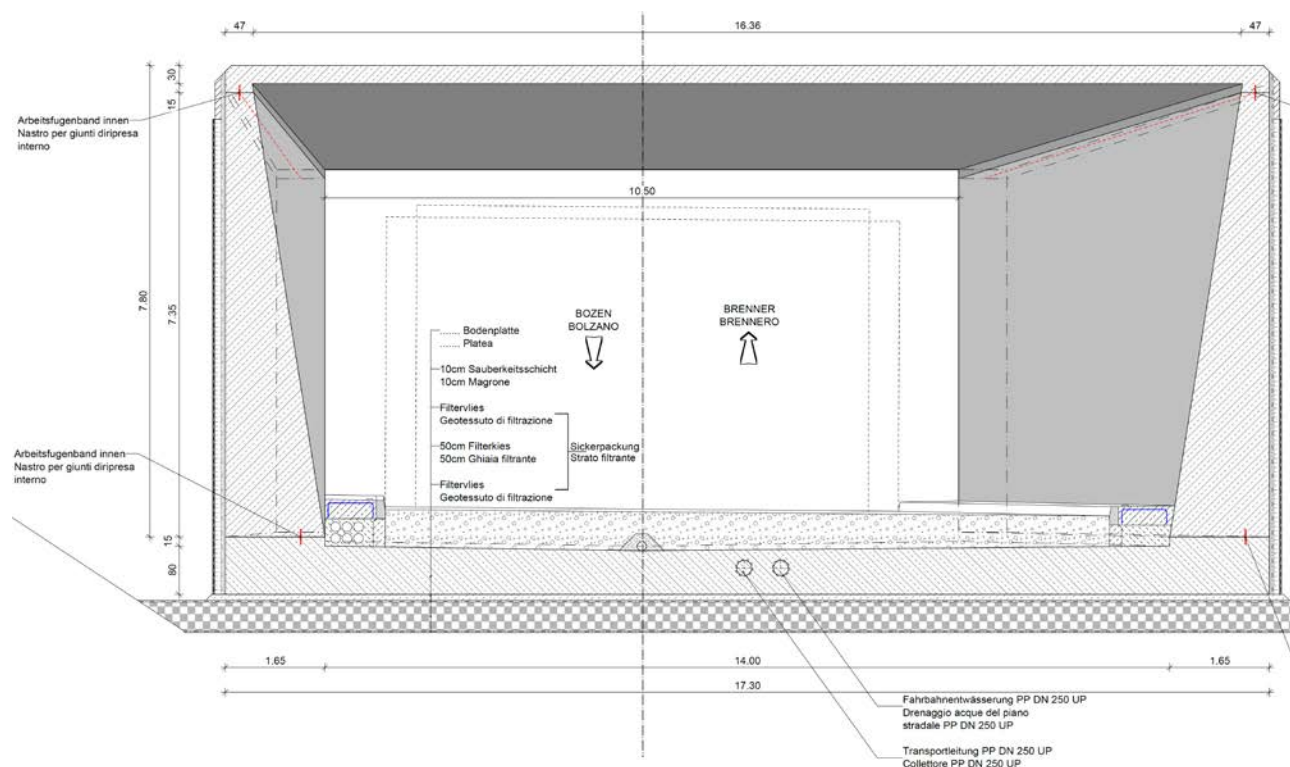 47
16.36
47
30
15
7.80
7.35
15
80
Arbeitsfugenband innen
Nastro per giunti diripresa
interno
10.50
BOZEN
BOLZANO
BRENNER
BRENNERO
Bodenplatte
Platea
10cm Sauberkeitsschicht
10cm Magrone
Filtervlies
Geotessuto di filtrazione
50cm Filterkies
50cm Ghiaia filtrante
Sickerpackung
Strato filtrante
Filtervlies
Geotessuto di filtrazione
Arbeitsfugenband innen
Nastro per giunti diripresa
interno
1.65
14.00
1.65
17.30
Fahrbahnentwässerung PP DN 250 UP
Drenaggio acque del piano
stradale PP DN 250 UP
Transportleitung PP DN 250 UP
Collettore PP DN 250 UP